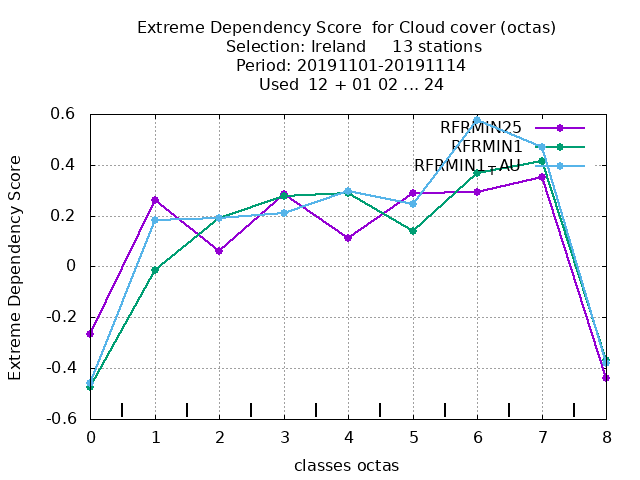 Extreme Dependency Score  for Cloud cover (octas)
Selection: Ireland     13 stations
Period: 20191101-20191114
Used  12 + 01 02 ... 24
0.6
0.4
0.2
0
-0.2
-0.4
-0.6
Extreme Dependency Score
RFRMIN25
RFRMIN1
RFRMIN1+AU
0 1 2 3 4 5 6 7 8
classes octas